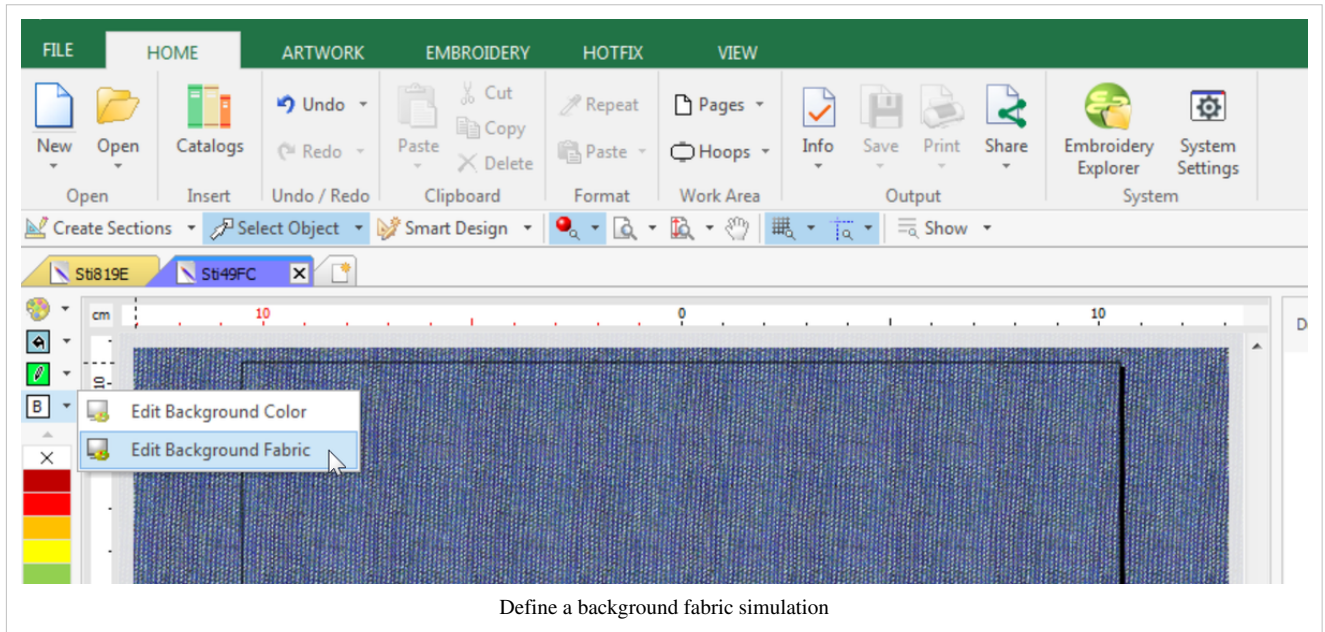 FILE HOME ARTWORK EMBROIDERY HOTFIX VIEW
New Open Catalogs Undo Redo Paste Cut Copy Delete Repeat Paste Pages Hoops Info Save Print Share Embroidery Explorer System Settings
Open Insert Undo / Redo Clipboard Format Work Area Output System
Create Sections Select Object Smart Design Show
Sti819E Sti49FC
cm 10 0 10 D
10
B
Edit Background Color
Edit Background Fabric
Define a background fabric simulation